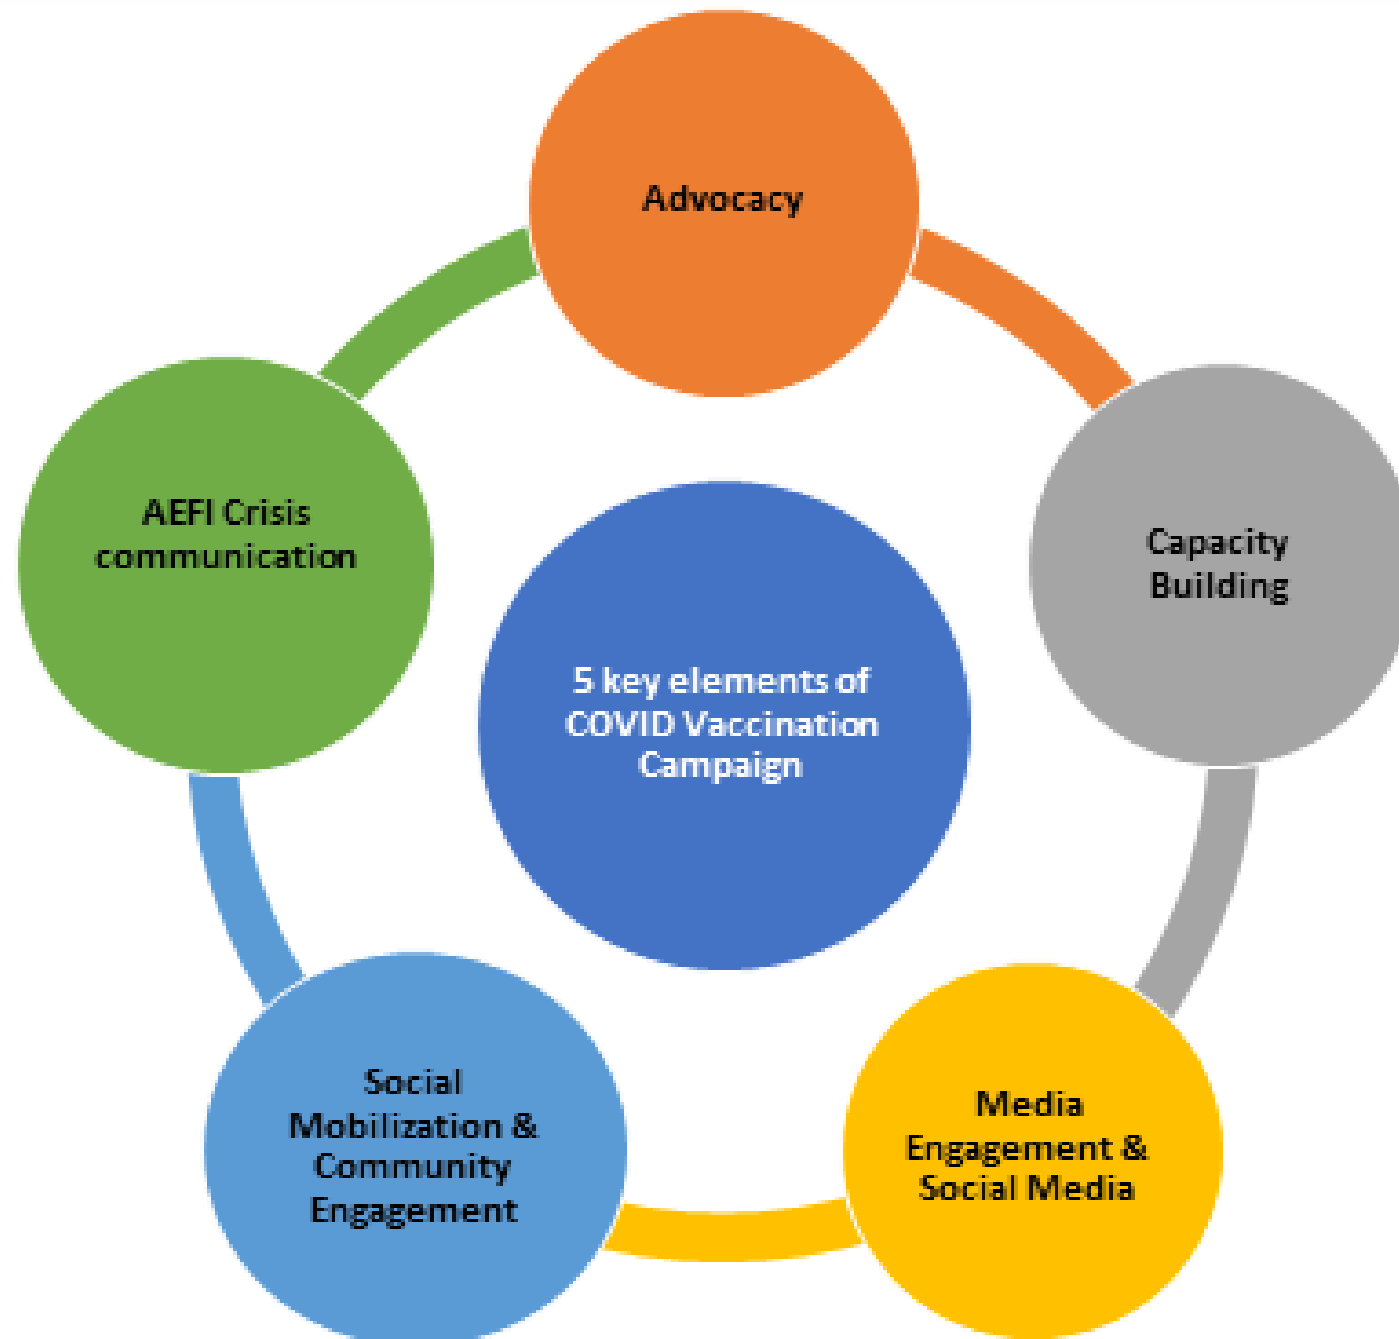 Advocacy
Capacity
Building
Media
Engagement &
Social Media
Social
Mobilization &
Community
Engagement
AEFI Crisis
communication
5 key elements of
COVID Vaccination
Campaign